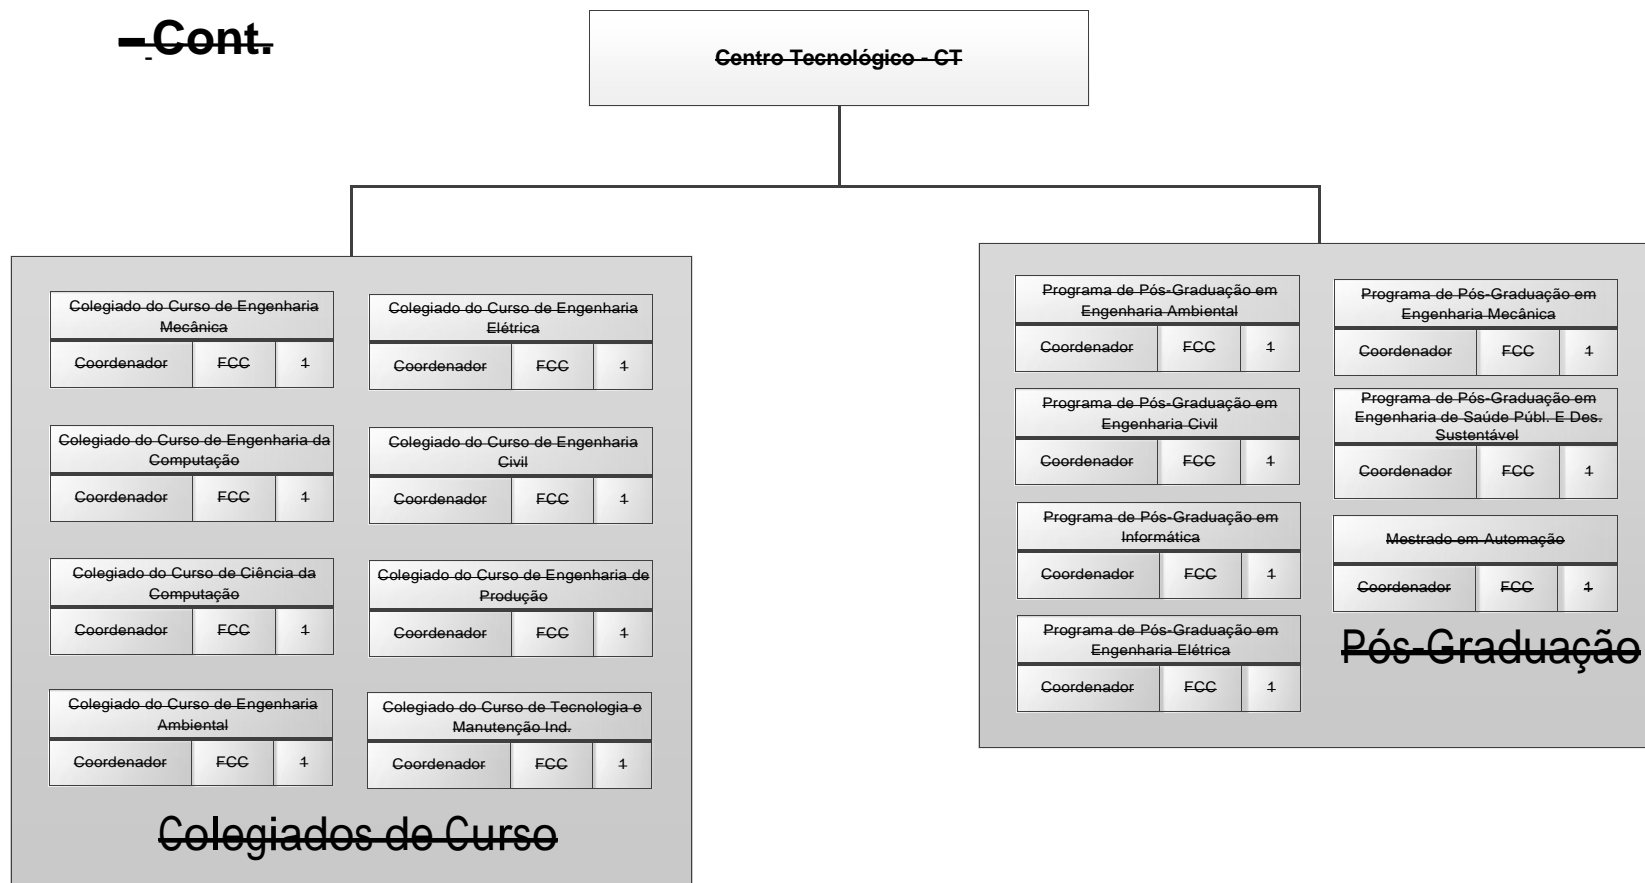 – Cont.
Centro Tecnológico - CT
Colegiado do Curso de Engenharia
Mecânica
Coordenador FCC 1
Colegiado do Curso de Engenharia
Elétrica
Coordenador FCC 1
Colegiado do Curso de Engenharia da
Computação
Coordenador FCC 1
Colegiado do Curso de Engenharia
Civil
Coordenador FCC 1
Colegiado do Curso de Ciência da
Computação
Coordenador FCC 1
Colegiado do Curso de Engenharia de
Produção
Coordenador FCC 1
Colegiado do Curso de Engenharia
Ambiental
Coordenador FCC 1
Colegiado do Curso de Tecnologia e
Manutenção Ind.
Coordenador FCC 1
Colegiados de Curso
Programa de Pós-Graduação em
Engenharia Ambiental
Coordenador FCC 1
Programa de Pós-Graduação em
Engenharia Mecânica
Coordenador FCC 1
Programa de Pós-Graduação em
Engenharia Civil
Coordenador FCC 1
Programa de Pós-Graduação em
Engenharia de Saúde Públ. E Des.
Sustentável
Coordenador FCC 1
Programa de Pós-Graduação em
Informática
Coordenador FCC 1
Mestrado em Automação
Coordenador FCC 1
Programa de Pós-Graduação em
Engenharia Elétrica
Coordenador FCC 1
Pós-Graduação